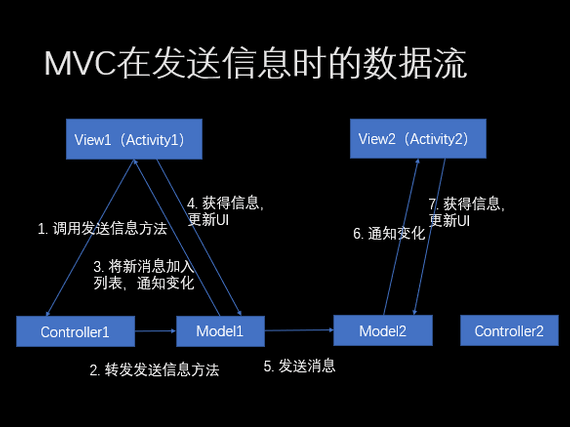 MVC在发送信息时的数据流
View1（Activity1）
View2（Activity2）
4. 获得信息,
更新UI
7. 获得信息,
更新UI
1. 调用发送信息方法
6. 通知变化
3. 将新消息加入
列表，通知变化
Controller1
Model1
Model2
Controller2
2. 转发发送信息方法
5. 发送消息